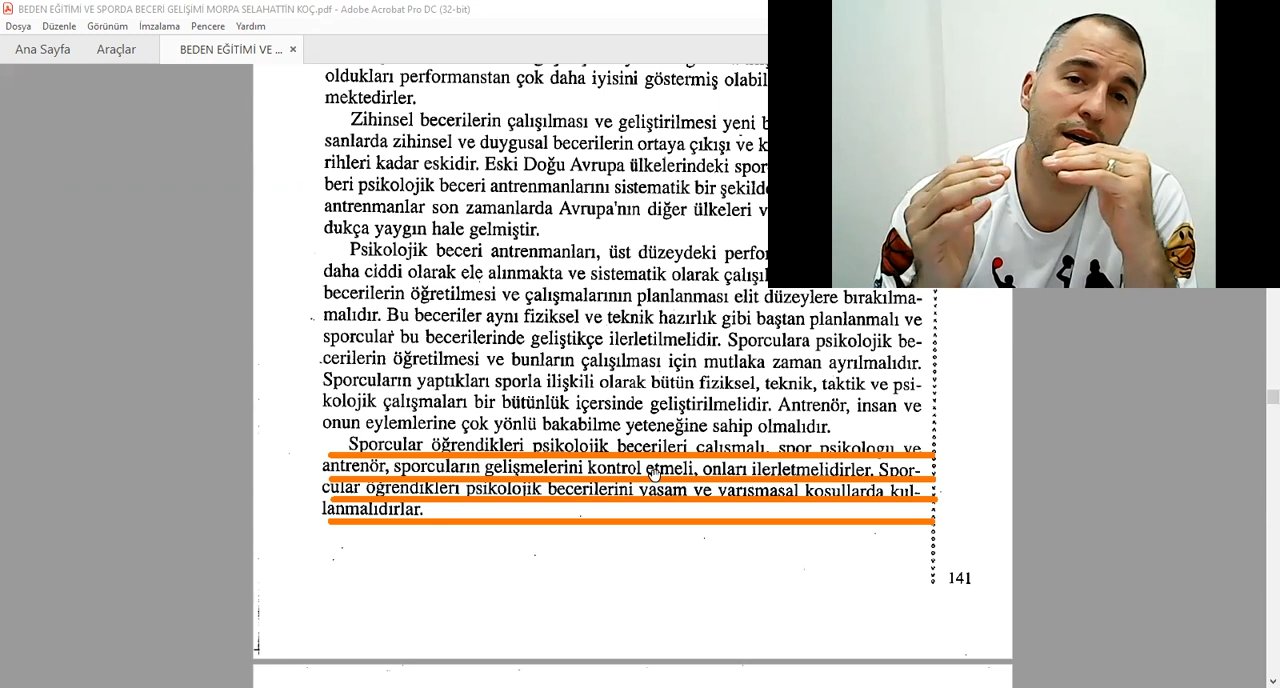 BEDEN EĞİTİMİ VE SPORDA BECERİ GELİŞİMİ MORPA SELAHATTİN KOÇ.pdf - Adobe Acrobat Pro DC (32-bit)
Dosya Düzenle Görünüm İmzalama Pencere Yardım
Ana Sayfa Araçlar BEDEN EĞİTİMİ VE ... ×
oldukları performanstan çok daha iyisini göstermiş olabil
mektedirler.
Zihinsel becerilerin çalışılması ve geliştirilmesi yeni b
sanlarda zihinsel ve duygusal becerilerin ortaya çıkışı ve k
rihleri kadar eskidir. Eski Doğu Avrupa ülkelerindeki spor
beri psikolojik beceri antrenmanlarını sistematik bir şekilde
antrenmanlar son zamanlarda Avrupa'nın diğer ülkeleri v
dukça yaygın hale gelmiştir.
Psikolojik beceri antrenmanları, üst düzeydeki perfor
daha ciddi olarak ele alınmakta ve sistematik olarak çalışıl
becerilerin öğretilmesi ve çalışmalarının planlanması elit düzeylere bırakılma-
malıdır. Bu beceriler aynı fiziksel ve teknik hazırlık gibi baştan planlanmalı ve
sporcular bu becerilerinde geliştikçe ilerletilmelidir. Sporculara psikolojik be-
cerilerin öğretilmesi ve bunların çalışılması için mutlaka zaman ayrılmalıdır.
Sporcuların yaptıkları sporla ilişkili olarak bütün fiziksel, teknik, taktik ve psi-
kolojik çalışmaları bir bütünlük içersinde geliştirilmelidir. Antrenör, insan ve
onun eylemlerine çok yönlü bakabilme yeteneğine sahip olmalıdır.
Sporcular öğrendikleri psikolojik becerileri çalışmalı, spor psikologu ve
antrenör, sporcuların gelişmelerini kontrol etmeli, onları ilerletmelidirler. Spor-
cular öğrendikleri psikolojik becerilerini yaşam ve yarışmasal koşullarda kul-
lanmalıdırlar.
141